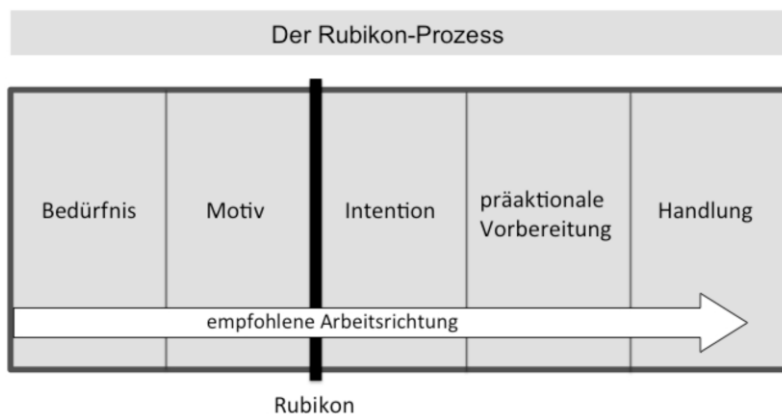 Der Rubikon-Prozess
Bedürfnis
Motiv
Intention
präaktionale
Vorbereitung
Handlung
empfohlene Arbeitsrichtung
Rubikon